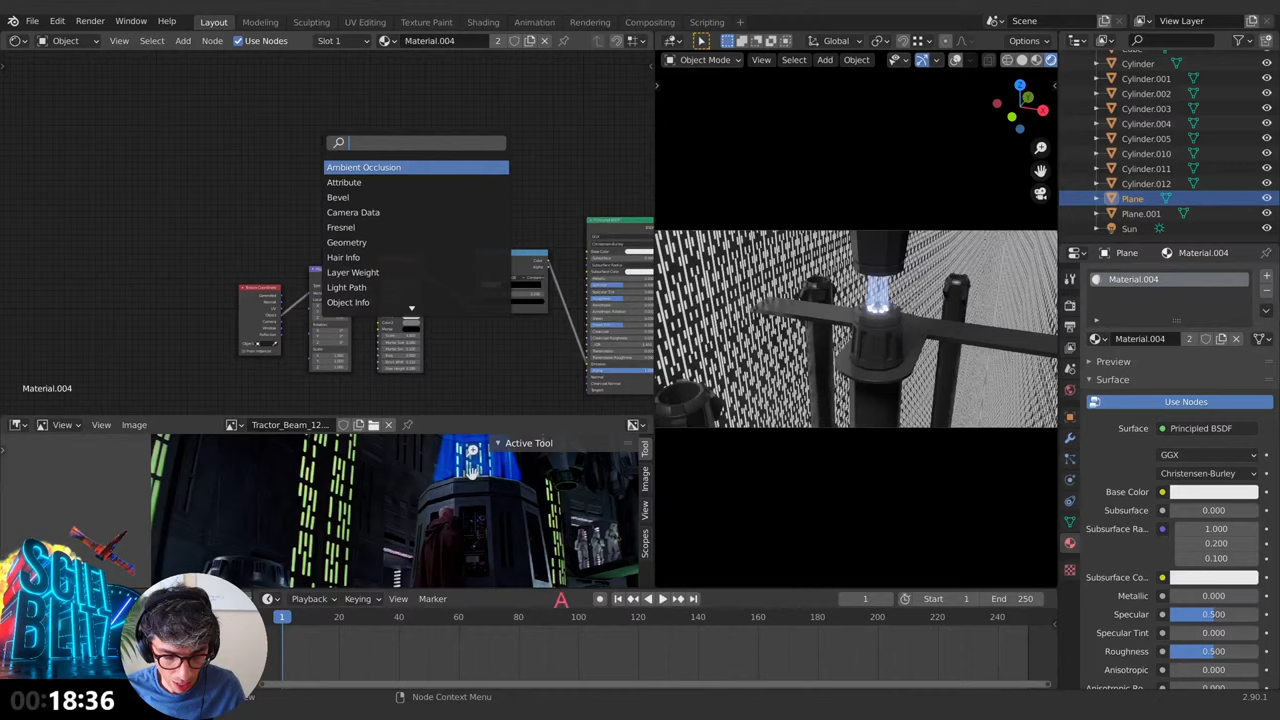 File Edit Render Window Help
Layout Modeling Sculpting UV Editing Texture Paint Shading Animation Rendering Compositing Scripting +
Scene
View Layer
Object View Select Add Node Use Nodes Slot 1 Material.004 2
Global Options
Object Mode View Select Add Object
Ambient Occlusion
Attribute
Bevel
Camera Data
Fresnel
Geometry
Hair Info
Layer Weight
Light Path
Object Info
Material.004
Z
Y
X
Cylinder
Cylinder.001
Cylinder.002
Cylinder.003
Cylinder.004
Cylinder.005
Cylinder.010
Cylinder.011
Cylinder.012
Plane
Plane.001
Sun
Plane Material.004
Material.004
Material.004 2
Preview
Surface
Use Nodes
Surface Principled BSDF
GGX
Christensen-Burley
Base Color
Subsurface 0.000
Subsurface Ra... 1.000
0.200
0.100
Subsurface Co...
Metallic 0.000
Specular 0.500
Specular Tint 0.000
Roughness 0.500
Anisotropic 0.000
View View Image Tractor_Beam_12...
Active Tool
Tool
Image
View
Scopes
Playback Keying View Marker
A
1 Start 1 End 250
1 20 40 60 80 100 120 140 160 180 200 220 240
SCIFI
BLITZ
00:18:36
Node Context Menu
2.90.1